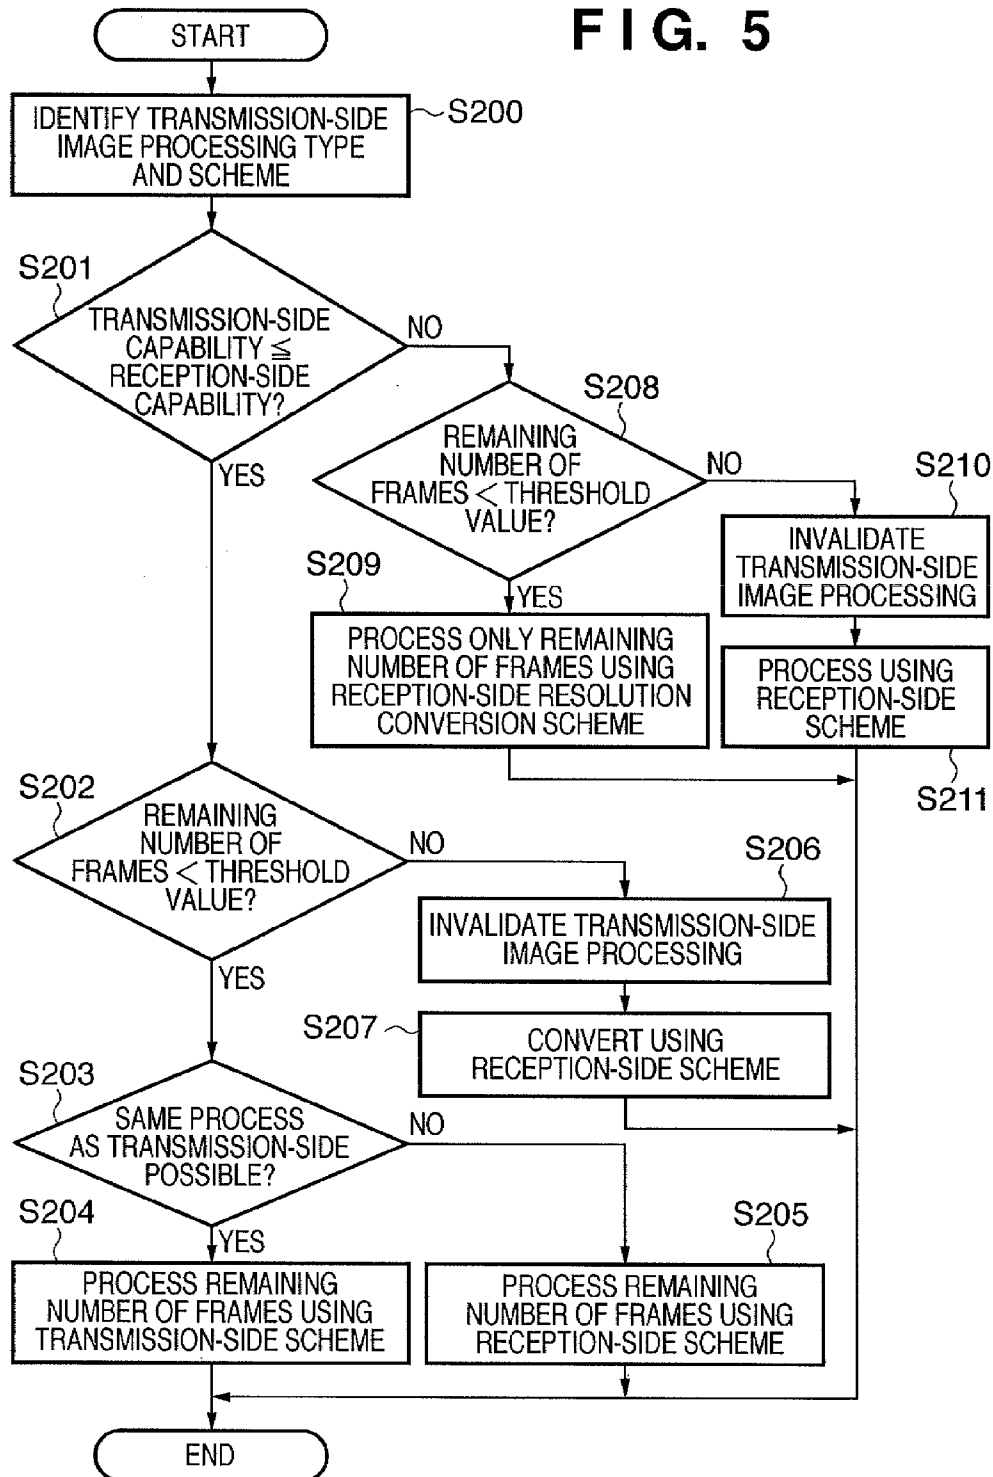 FIG. 5
START
S200
IDENTIFY TRANSMISSION-SIDE
IMAGE PROCESSING TYPE
AND SCHEME
S201
TRANSMISSION-SIDE
CAPABILITY ≦
RECEPTION-SIDE
CAPABILITY?
NO
YES
S208
REMAINING
NUMBER OF
FRAMES < THRESHOLD
VALUE?
NO
YES
S210
INVALIDATE
TRANSMISSION-SIDE
IMAGE PROCESSING
S209
PROCESS ONLY REMAINING
NUMBER OF FRAMES USING
RECEPTION-SIDE RESOLUTION
CONVERSION SCHEME
PROCESS USING
RECEPTION-SIDE
SCHEME
S211
S202
REMAINING
NUMBER OF
FRAMES < THRESHOLD
VALUE?
NO
YES
S206
INVALIDATE TRANSMISSION-SIDE
IMAGE PROCESSING
S207
CONVERT USING
RECEPTION-SIDE SCHEME
S203
SAME PROCESS
AS TRANSMISSION-SIDE
POSSIBLE?
NO
YES
S204
PROCESS REMAINING
NUMBER OF FRAMES USING
TRANSMISSION-SIDE SCHEME
S205
PROCESS REMAINING
NUMBER OF FRAMES USING
RECEPTION-SIDE SCHEME
END